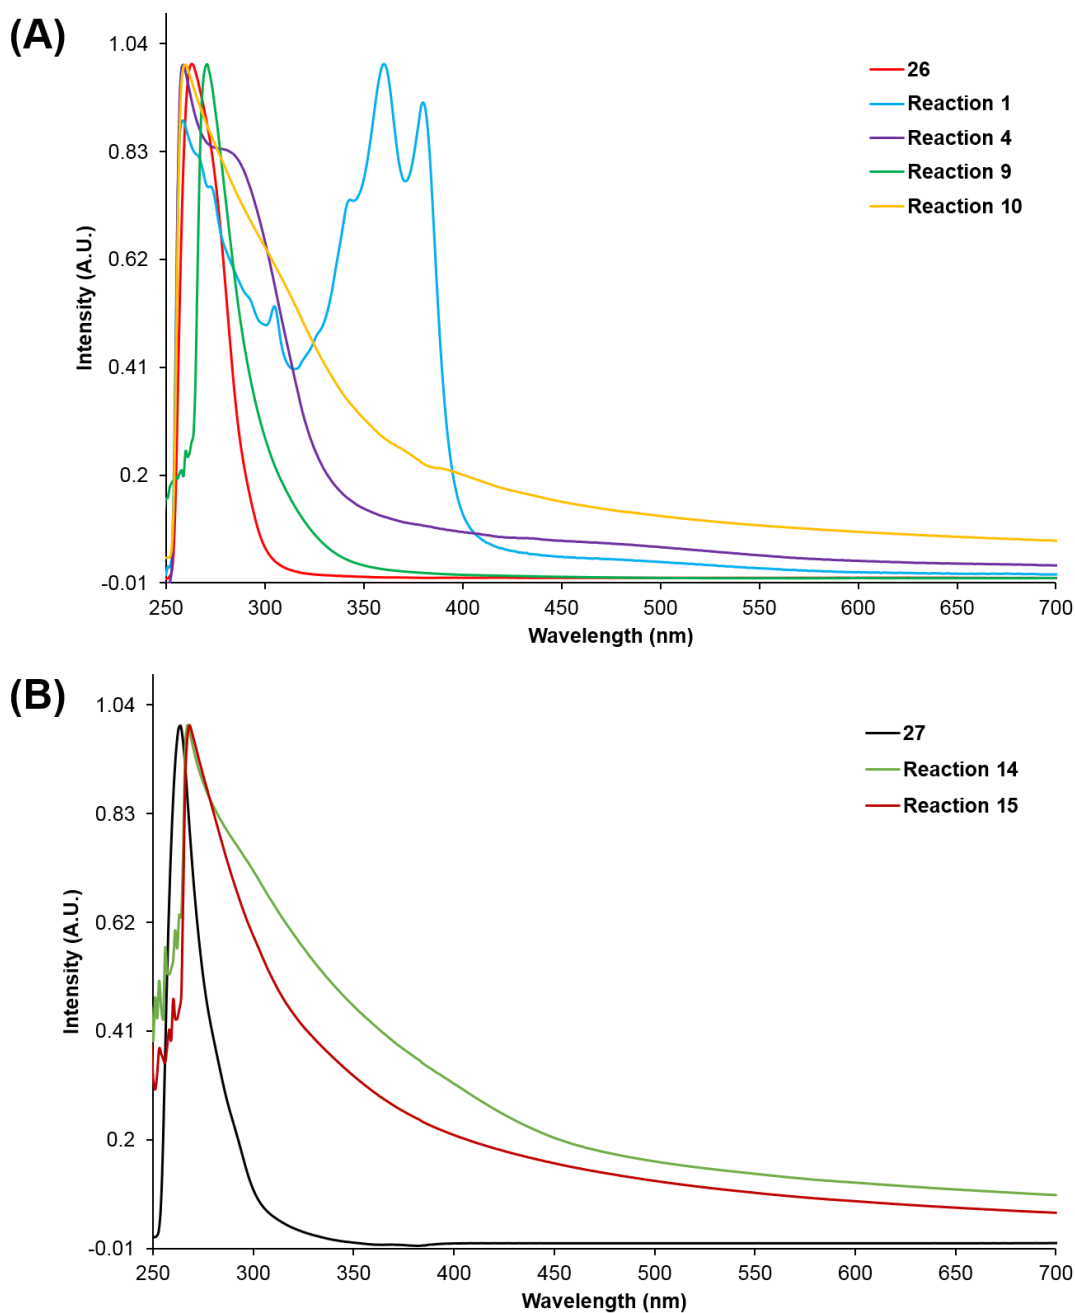 (A)
1.04
0.83
0.62
0.41
0.2
-0.01
Intensity (A.U.)
250 300 350 400 450 500 550 600 650 700
Wavelength (nm)
26
Reaction 1
Reaction 4
Reaction 9
Reaction 10
(B)
1.04
0.83
0.62
0.41
0.2
-0.01
Intensity (A.U.)
250 300 350 400 450 500 550 600 650 700
Wavelength (nm)
27
Reaction 14
Reaction 15